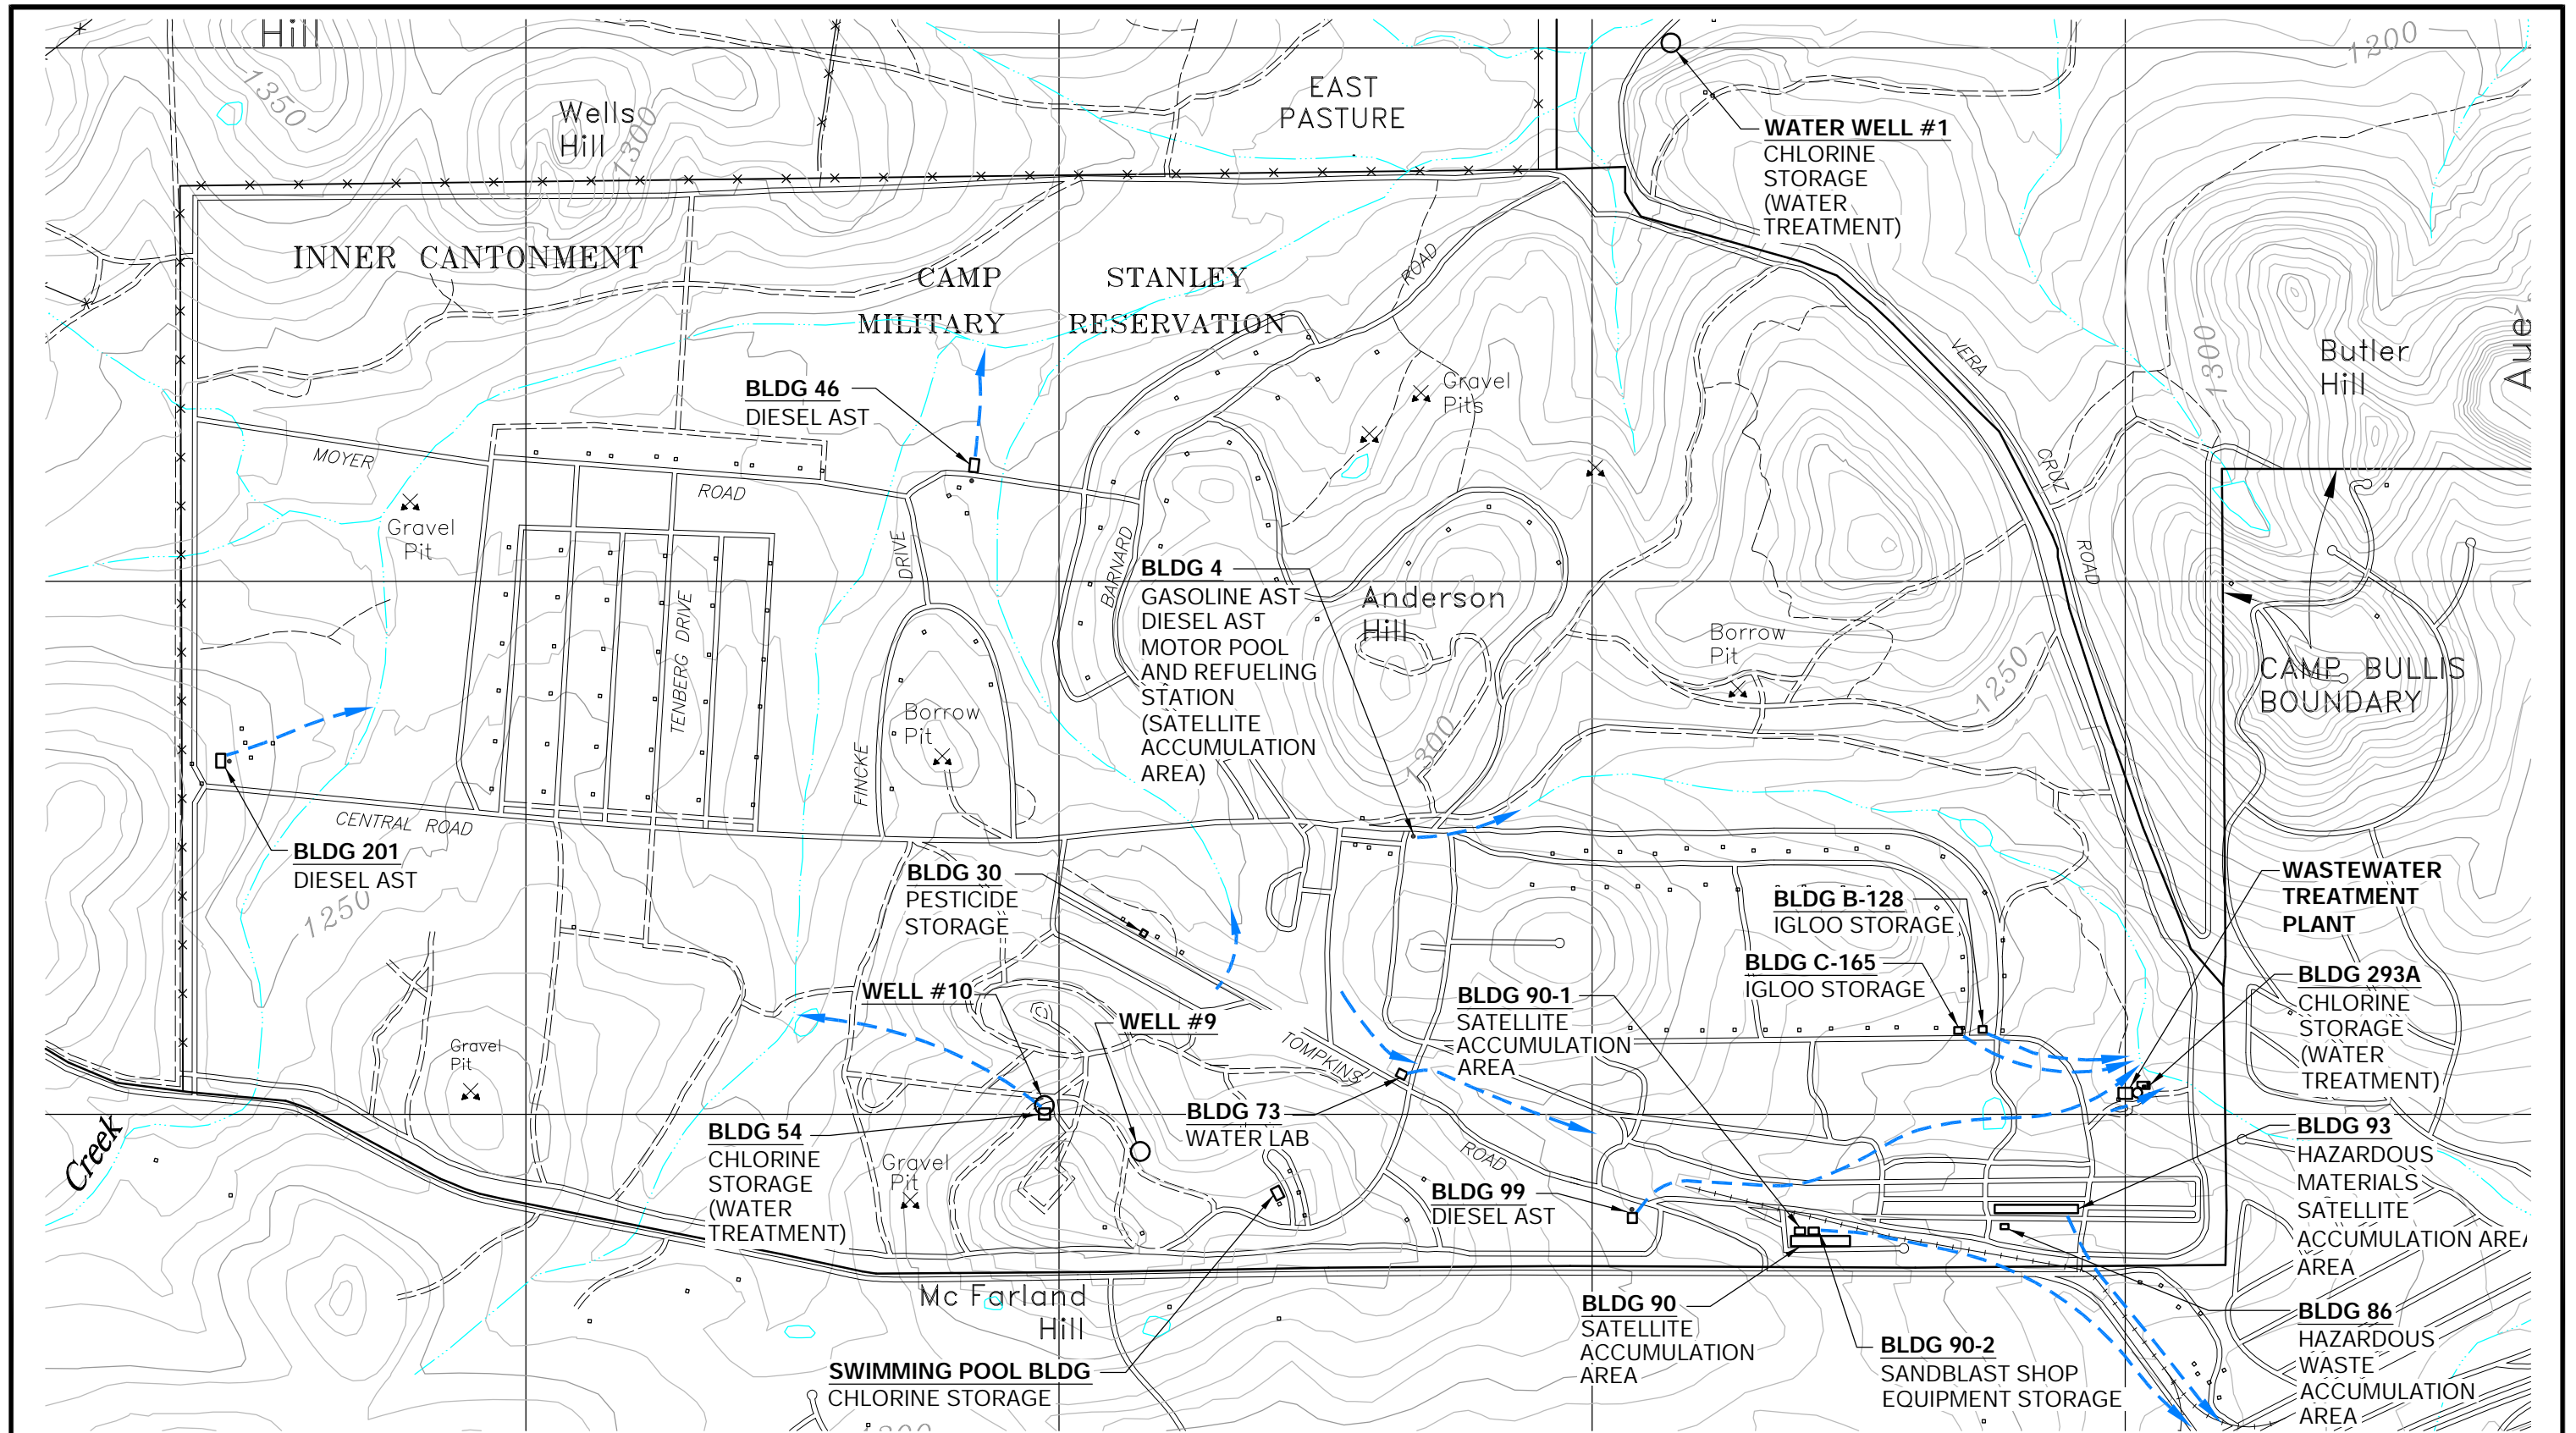 Hill
1350
Wells
Hill
1300
EAST
PASTURE
1200
WATER WELL #1
CHLORINE
STORAGE
(WATER
TREATMENT)
INNER CANTONMENT
CAMP STANLEY
MILITARY RESERVATION
ROAD
VERA
CRUZ
ROAD
1300
Butler
Hill
BLDG 46
DIESEL AST
Gravel
Pits
MOYER
ROAD
Gravel
Pit
DRIVE
BARNARD
TENBERG DRIVE
FINCKE
BLDG 4
GASOLINE AST
DIESEL AST
MOTOR POOL
AND REFUELING
STATION
(SATELLITE
ACCUMULATION
AREA)
Anderson
Hill
1300
Borrow
Pit
1250
CAMP BULLIS
BOUNDARY
Borrow
Pit
CENTRAL ROAD
BLDG 201
DIESEL AST
1250
BLDG 30
PESTICIDE
STORAGE
BLDG B-128
IGLOO STORAGE
BLDG C-165
IGLOO STORAGE
WASTEWATER
TREATMENT
PLANT
BLDG 293A
CHLORINE
STORAGE
(WATER
TREATMENT)
WELL #10
WELL #9
BLDG 90-1
SATELLITE
ACCUMULATION
AREA
TOMPKINS
ROAD
Gravel
Pit
Creek
BLDG 54
CHLORINE
STORAGE
(WATER
TREATMENT)
Gravel
Pit
BLDG 73
WATER LAB
BLDG 99
DIESEL AST
BLDG 93
HAZARDOUS
MATERIALS
SATELLITE
ACCUMULATION AREA
AREA
Mc Farland
Hill
SWIMMING POOL BLDG
CHLORINE STORAGE
BLDG 90
SATELLITE
ACCUMULATION
AREA
BLDG 90-2
SANDBLAST SHOP
EQUIPMENT STORAGE
BLDG 86
HAZARDOUS
WASTE
ACCUMULATION
AREA